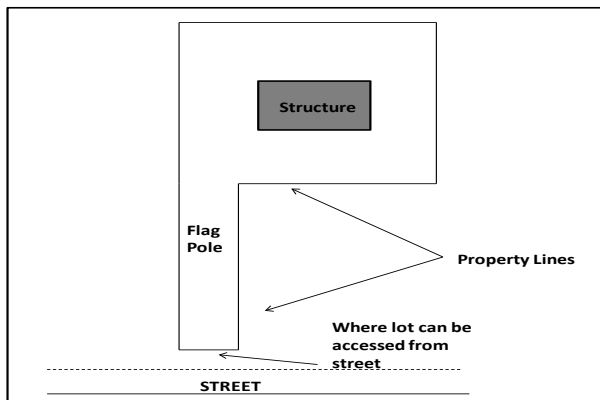 Structure
Flag
Pole
Property Lines
Where lot can be
accessed from
street
STREET